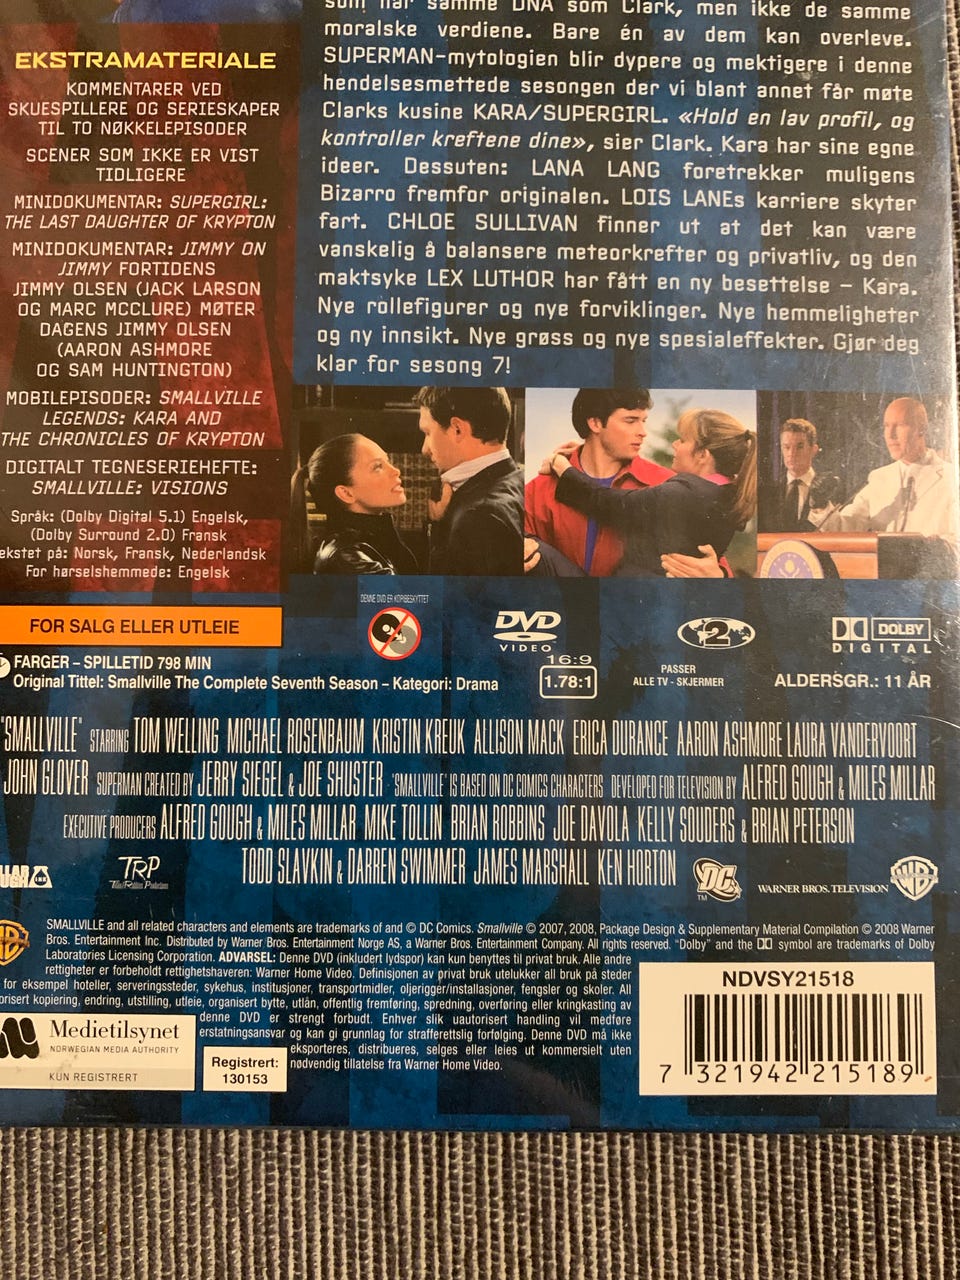 EKSTRAMATERIALE
KOMMENTARER VED
SKUESPILLERE OG SERIESKAPER
TIL TO NØKKELEPISODER
SCENER SOM IKKE ER VIST
TIDLIGERE
MINIDOKUMENTAR: SUPERGIRL:
THE LAST DAUGHTER OF KRYPTON
MINIDOKUMENTAR: JIMMY ON
JIMMY FORTIDENS
JIMMY OLSEN (JACK LARSON
OG MARC MCCLURE) MØTER
DAGENS JIMMY OLSEN
(AARON ASHMORE
OG SAM HUNTINGTON)
MOBILEPISODER: SMALLVILLE
LEGENDS: KARA AND
THE CHRONICLES OF KRYPTON
DIGITALT TEGNESERIEHEFTE:
SMALLVILLE: VISIONS
Språk: (Dolby Digital 5.1) Engelsk,
(Dolby Surround 2.0) Fransk
ekstet på: Norsk, Fransk, Nederlandsk
For hørselshemmede: Engelsk
som har samme DNA som Clark, men ikke de samme
moralske verdiene. Bare én av dem kan overleve.
SUPERMAN-mytologien blir dypere og mektigere i denne
hendelsesmettede sesongen der vi blant annet får møte
Clarks kusine KARA/SUPERGIRL. «Hold en lav profil, og
kontroller kreftene dine», sier Clark. Kara har sine egne
ideer. Dessuten: LANA LANG foretrekker muligens
Bizarro fremfor originalen. LOIS LANEs karriere skyter
fart. CHLOE SULLIVAN finner ut at det kan være
vanskelig å balansere meteorkrefter og privatliv, og den
maktsyke LEX LUTHOR har fått en ny besettelse – Kara.
Nye rollefigurer og nye forviklinger. Nye hemmeligheter
og ny innsikt. Nye grøss og nye spesialeffekter. Gjør deg
klar for sesong 7!
FOR SALG ELLER UTLEIE
DENNE DVD ER KOPIBESKYTTET
DVD
VIDEO
16:9
1.78:1
2
PASSER
ALLE TV - SKJERMER
DOLBY
DIGITAL
ALDERSGR.: 11 ÅR
FARGER – SPILLETID 798 MIN
Original Tittel: Smallville The Complete Seventh Season – Kategori: Drama
"SMALLVILLE" STARRING TOM WELLING MICHAEL ROSENBAUM KRISTIN KREUK ALLISON MACK ERICA DURANCE AARON ASHMORE LAURA VANDERVOORT
JOHN GLOVER SUPERMAN CREATED BY JERRY SIEGEL & JOE SHUSTER "SMALLVILLE" IS BASED ON DC COMICS CHARACTERS DEVELOPED FOR TELEVISION BY ALFRED GOUGH & MILES MILLAR
EXECUTIVE PRODUCERS ALFRED GOUGH & MILES MILLAR MIKE TOLLIN BRIAN ROBBINS JOE DAVOLA KELLY SOUDERS & BRIAN PETERSON
TODD SLAVKIN & DARREN SWIMMER JAMES MARSHALL KEN HORTON
TRP
Tollin/Robbins Productions
DC
TM
WARNER BROS. TELEVISION
WB
SMALLVILLE and all related characters and elements are trademarks of and © DC Comics. Smallville © 2007, 2008, Package Design & Supplementary Material Compilation © 2008 Warner
Bros. Entertainment Inc. Distributed by Warner Bros. Entertainment Norge AS, a Warner Bros. Entertainment Company. All rights reserved. "Dolby" and the symbol are trademarks of Dolby
Laboratories Licensing Corporation. ADVARSEL: Denne DVD (inkludert lydspor) kan kun benyttes til privat bruk. Alle andre
rettigheter er forbeholdt rettighetshaveren: Warner Home Video. Definisjonen av privat bruk utelukker all bruk på steder
for eksempel hoteller, serveringssteder, sykehus, institusjoner, transportmidler, oljerigger/installasjoner, fengsler og skoler. All
orisert kopiering, endring, utstilling, utleie, organisert bytte, utlån, offentlig fremføring, spredning, overføring eller kringkasting av
denne DVD er strengt forbudt. Enhver slik uautorisert handling vil medføre
erstatningsansvar og kan gi grunnlag for strafferettslig forfølging. Denne DVD må ikke
eksporteres, distribueres, selges eller leies ut kommersielt uten
nødvendig tillatelse fra Warner Home Video.
Medietilsynet
NORWEGIAN MEDIA AUTHORITY
KUN REGISTRERT
Registrert:
130153
NDVSY21518
7 321942 215189